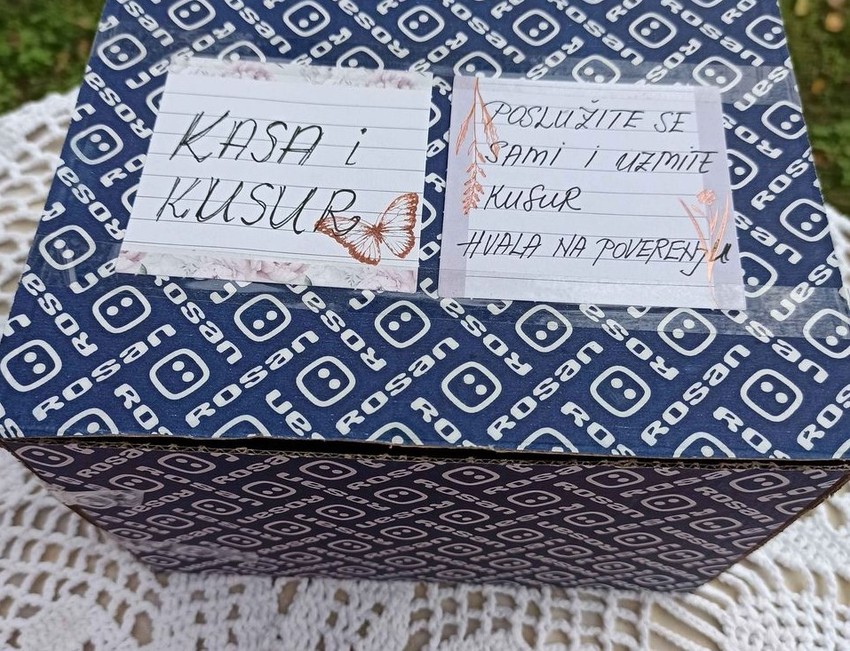 KASA i
KUSUR
POSLUŽITE SE
SAMI I UZMITE
KUSUR
HVALA NA POVERENJU
Rosan